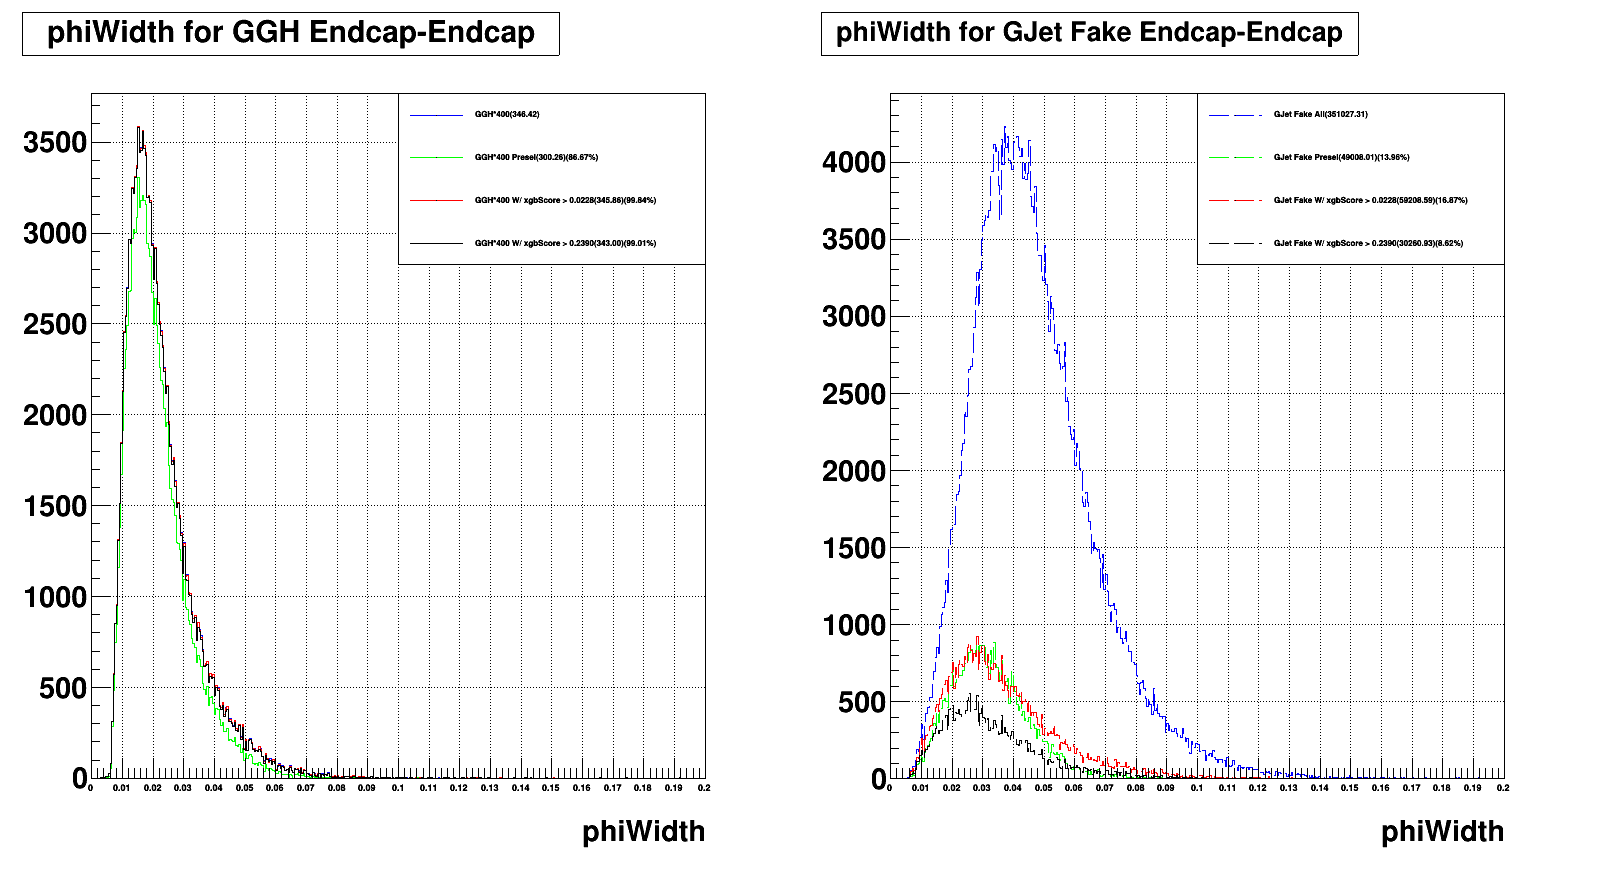 phiWidth for GGH Endcap-Endcap
GGH*400(346.42)
GGH*400 Presel(300.26)(86.67%)
GGH*400 W/ xgbScore > 0.0228(345.86)(99.84%)
GGH*400 W/ xgbScore > 0.2390(343.00)(99.01%)
3500
3000
2500
2000
1500
1000
500
0
0 0.01 0.02 0.03 0.04 0.05 0.06 0.07 0.08 0.09 0.1 0.11 0.12 0.13 0.14 0.15 0.16 0.17 0.18 0.19 0.2
phiWidth
phiWidth for GJet Fake Endcap-Endcap
GJet Fake All(351027.31)
GJet Fake Presel(49008.01)(13.96%)
GJet Fake W/ xgbScore > 0.0228(59208.59)(16.87%)
GJet Fake W/ xgbScore > 0.2390(30260.93)(8.62%)
4000
3500
3000
2500
2000
1500
1000
500
0
0 0.01 0.02 0.03 0.04 0.05 0.06 0.07 0.08 0.09 0.1 0.11 0.12 0.13 0.14 0.15 0.16 0.17 0.18 0.19 0.2
phiWidth